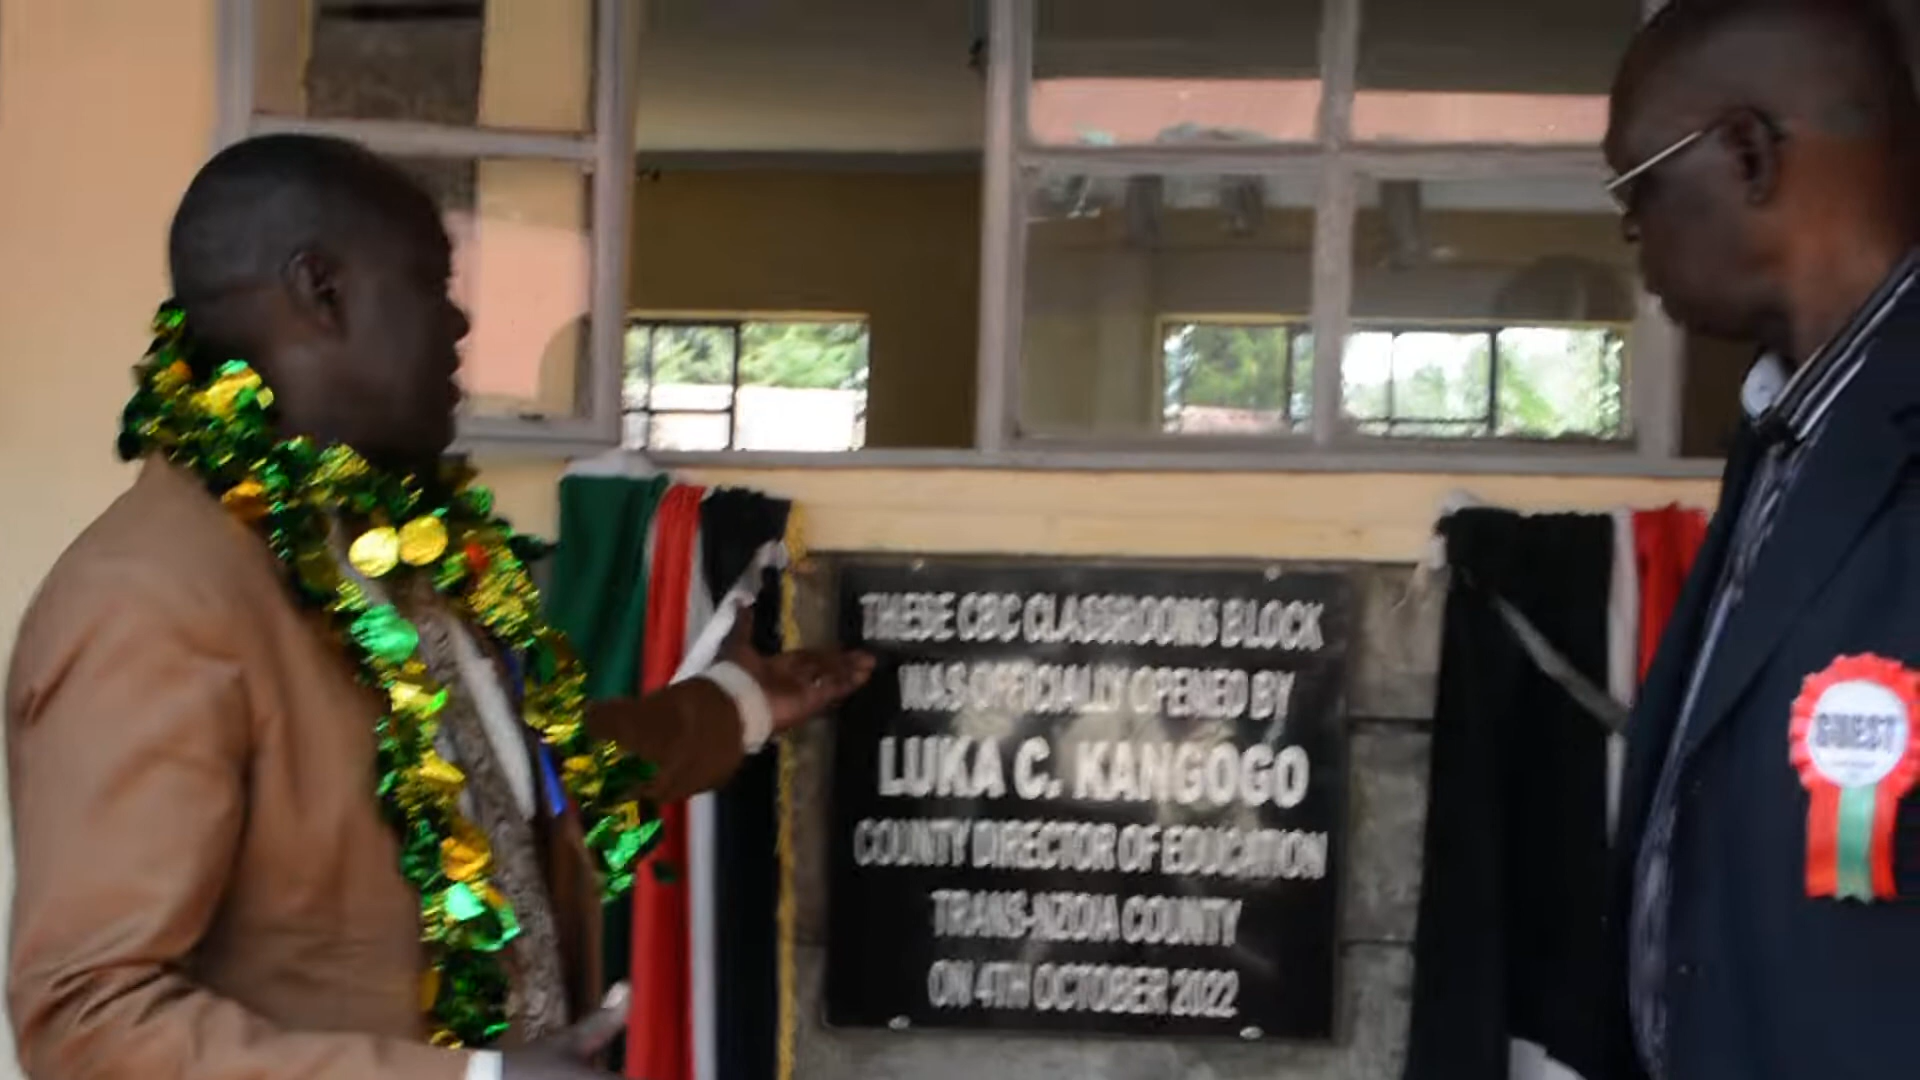 THESE CBC CLASSROOMS BLOCK
WAS OFFICIALLY OPENED BY
LUKA C. KANGOGO
COUNTY DIRECTOR OF EDUCATION
TRANS-NZOIA COUNTY
ON 4TH OCTOBER 2022
GUEST